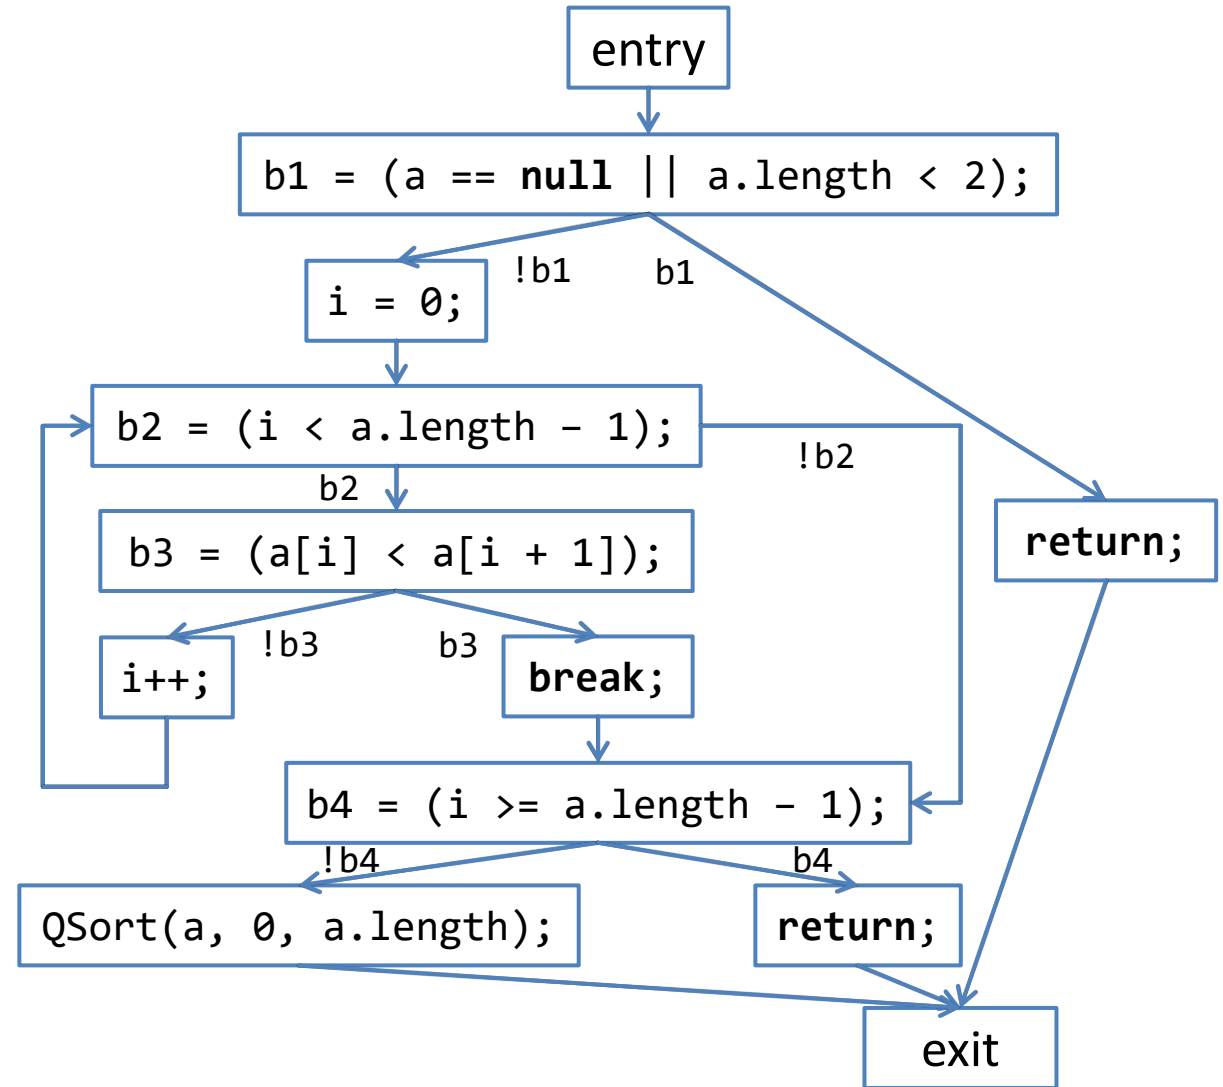 entry
b1 = (a == null || a.length < 2);
!b1
b1
i = 0;
b2 = (i < a.length – 1);
!b2
b2
b3 = (a[i] < a[i + 1]);
return;
!b3
b3
i++;
break;
b4 = (i >= a.length – 1);
!b4
b4
QSort(a, 0, a.length);
return;
exit